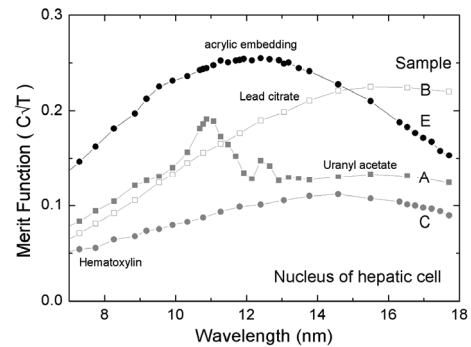 0.3
0.2
0.1
0.0
Merit Function ( C√T )
acrylic embedding
Sample
Lead citrate
B
E
Uranyl acetate
A
C
Hematoxylin
Nucleus of hepatic cell
8 10 12 14 16 18
Wavelength (nm)